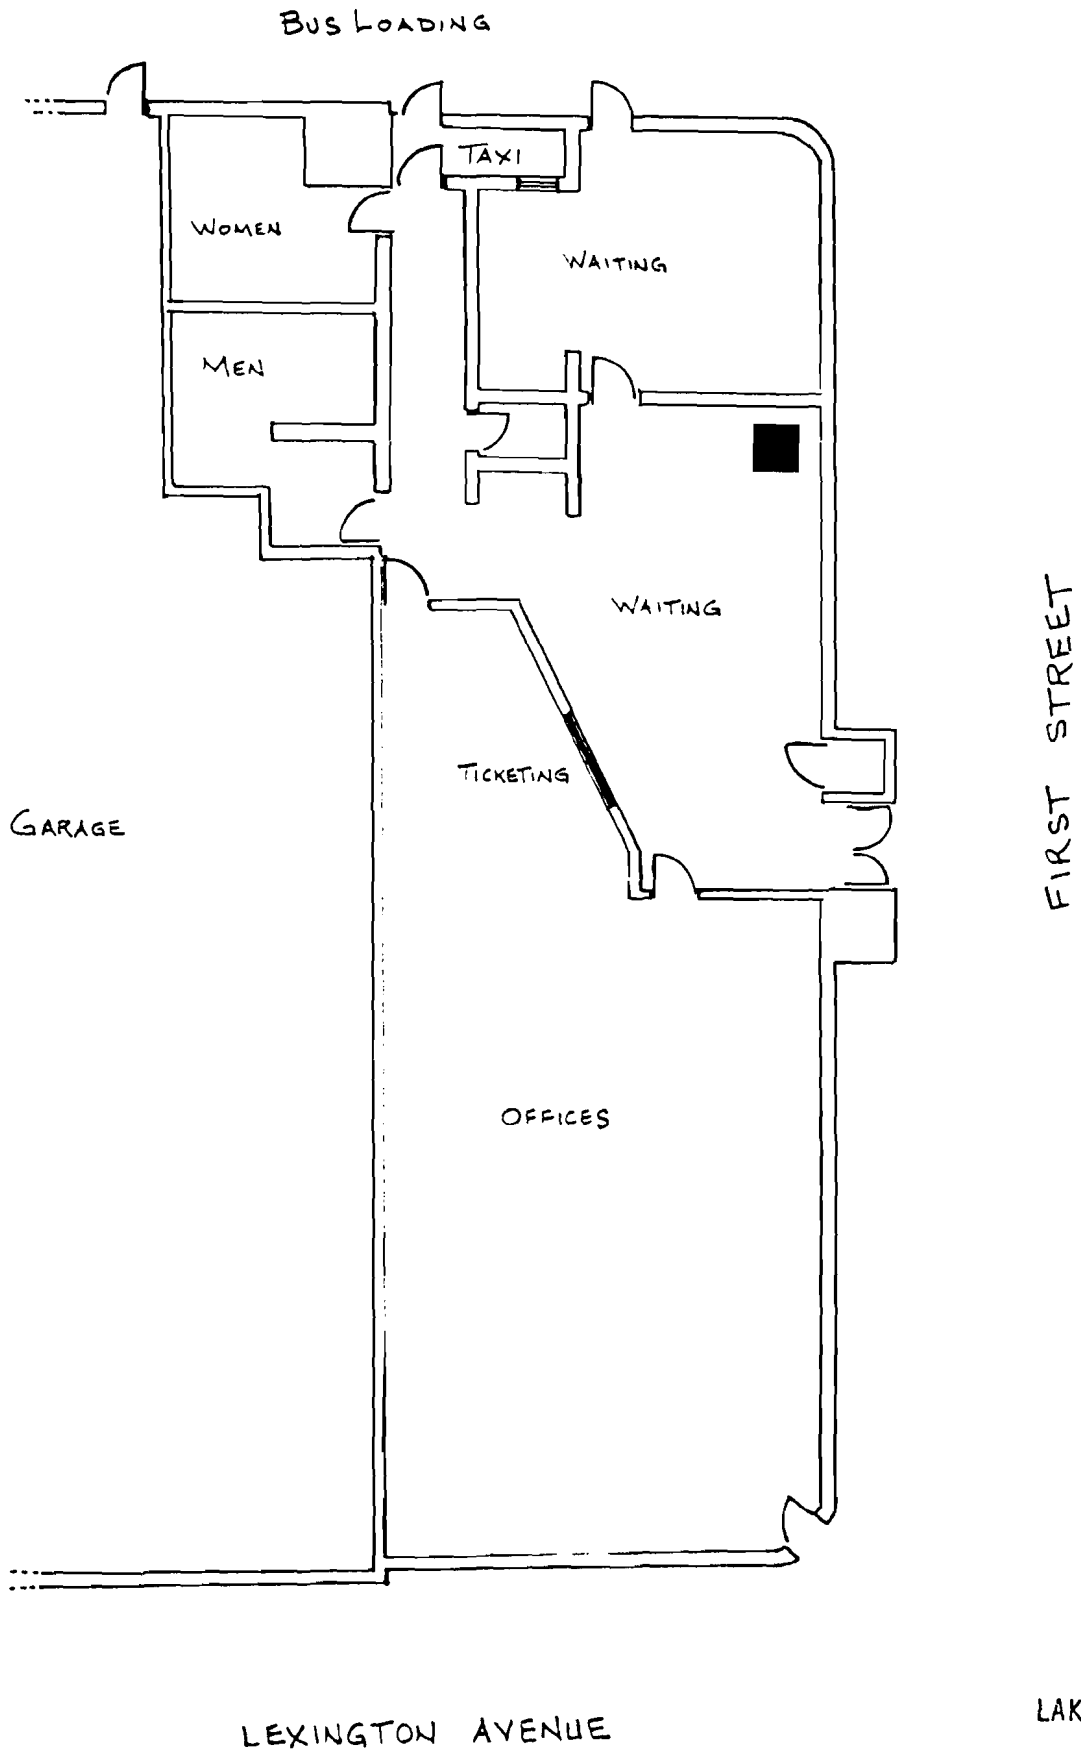 BUS LOADING
TAXI
WOMEN
WAITING
MEN
WAITING
TICKETING
GARAGE
FIRST STREET
OFFICES
LAK
LEXINGTON AVENUE